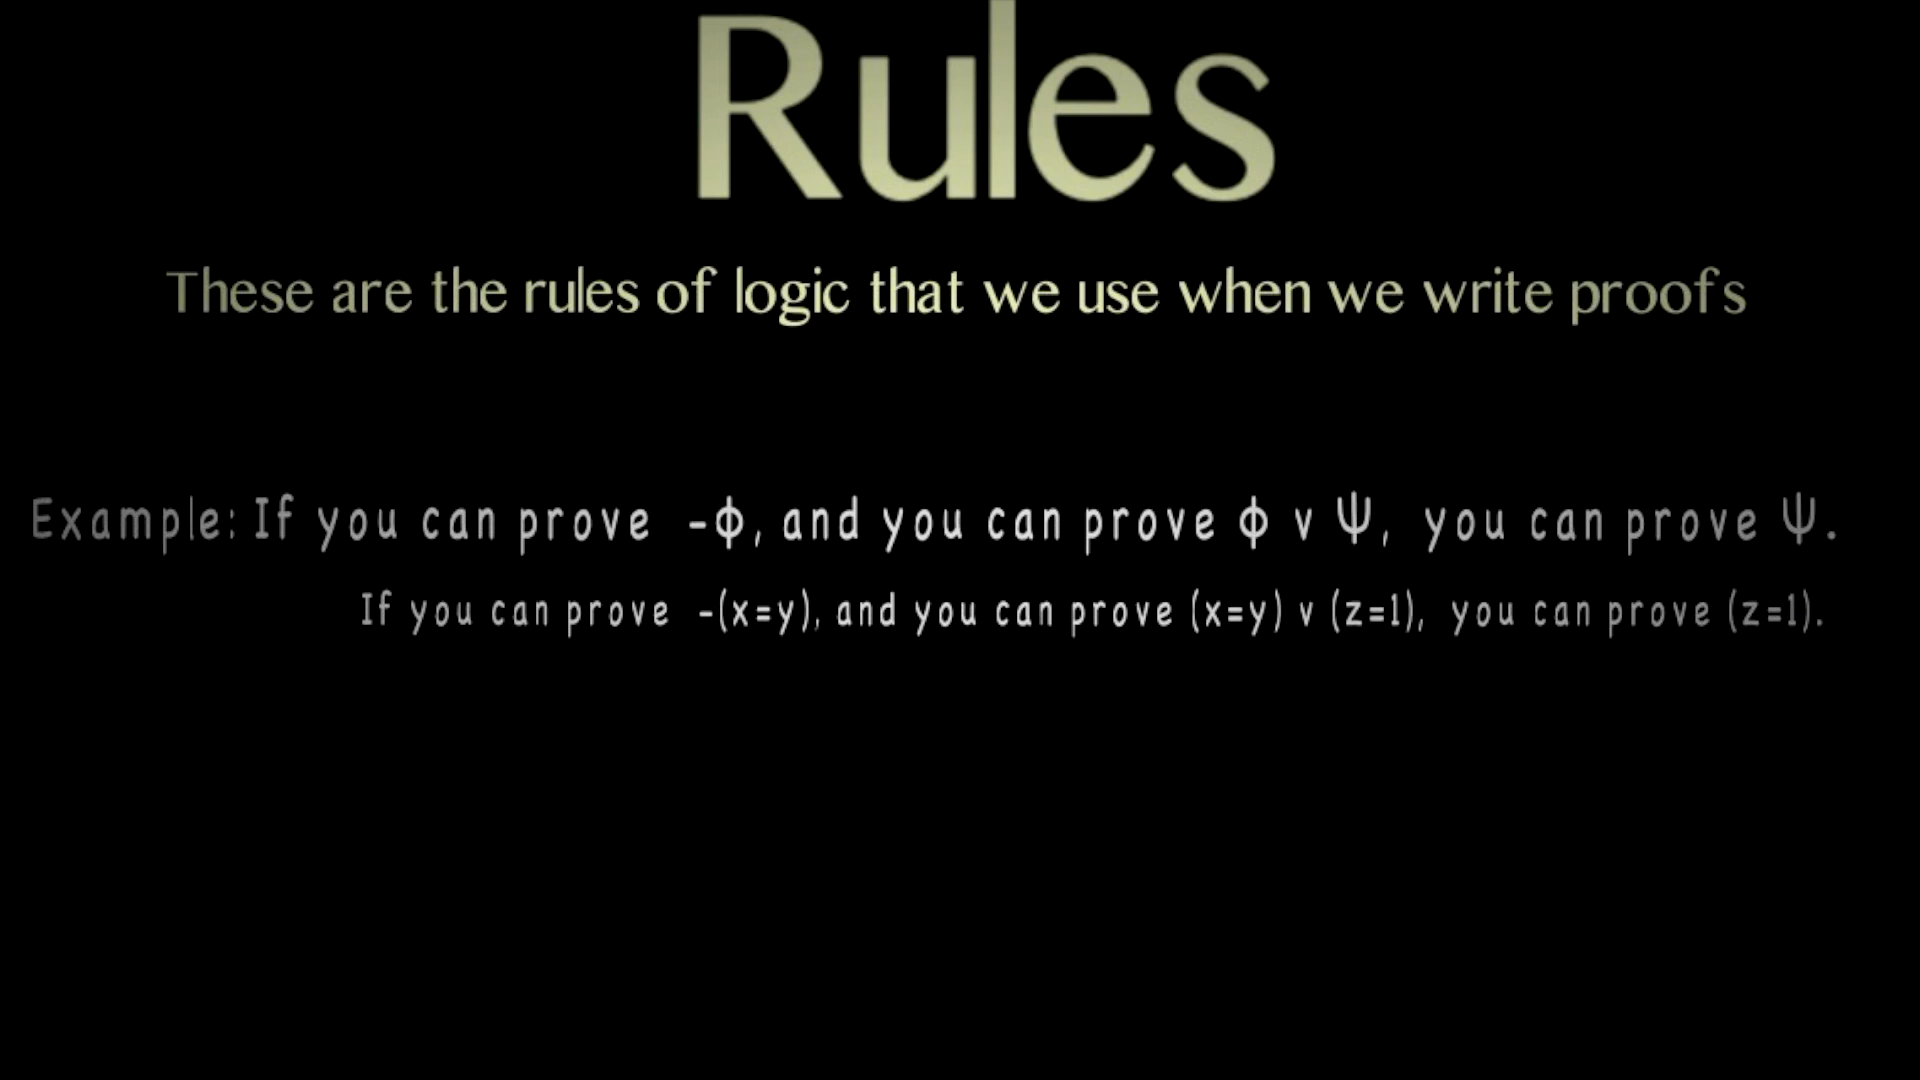 Rules
These are the rules of logic that we use when we write proofs
Example: If you can prove -ϕ, and you can prove ϕ v Ψ, you can prove Ψ.
If you can prove -(x=y), and you can prove (x=y) v (z=1), you can prove (z=1).